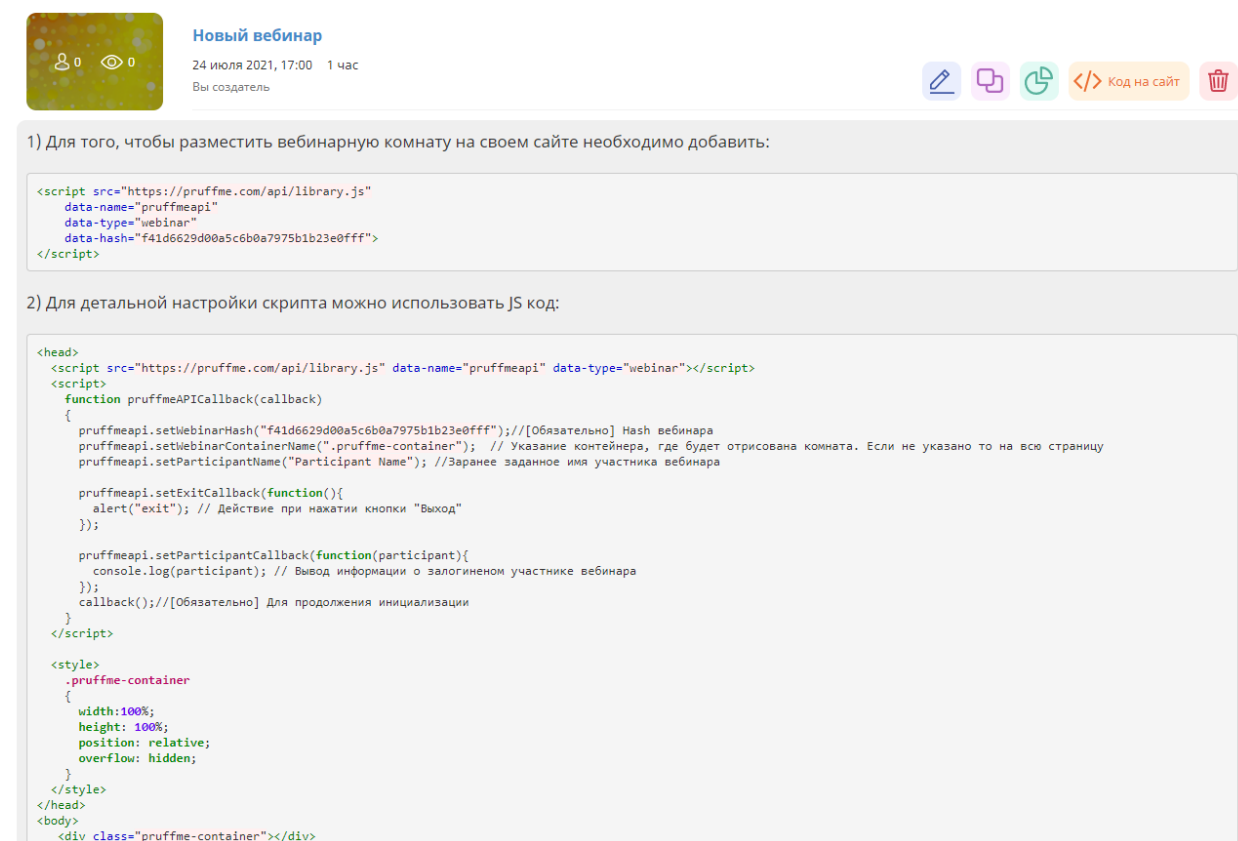 0 0
Новый вебинар
24 июля 2021, 17:00 1 час
Вы создатель
</> Код на сайт
1) Для того, чтобы разместить вебинарную комнату на своем сайте необходимо добавить:
<script src="https://pruffme.com/api/library.js"
data-name="pruffmeapi"
data-type="webinar"
data-hash="f41d6629d00a5c6b0a7975b1b23e0fff">
</script>
2) Для детальной настройки скрипта можно использовать JS код:
<head>
<script src="https://pruffme.com/api/library.js" data-name="pruffmeapi" data-type="webinar"></script>
<script>
function pruffmeAPICallback(callback)
{
pruffmeapi.setWebinarHash("f41d6629d00a5c6b0a7975b1b23e0fff");//[Обязательно] Hash вебинара
pruffmeapi.setWebinarContainerName(".pruffme-container"); // Указание контейнера, где будет отрисована комната. Если не указано то на всю страницу
pruffmeapi.setParticipantName("Participant Name"); //Заранее заданное имя участника вебинара
pruffmeapi.setExitCallback(function(){
alert("exit"); // Действие при нажатии кнопки "Выход"
});
pruffmeapi.setParticipantCallback(function(participant){
console.log(participant); // Вывод информации о залогиненом участнике вебинара
});
callback();//[Обязательно] Для продолжения инициализации
}
</script>
<style>
.pruffme-container
{
width:100%;
height: 100%;
position: relative;
overflow: hidden;
}
</style>
</head>
<body>
<div class="pruffme-container"></div>